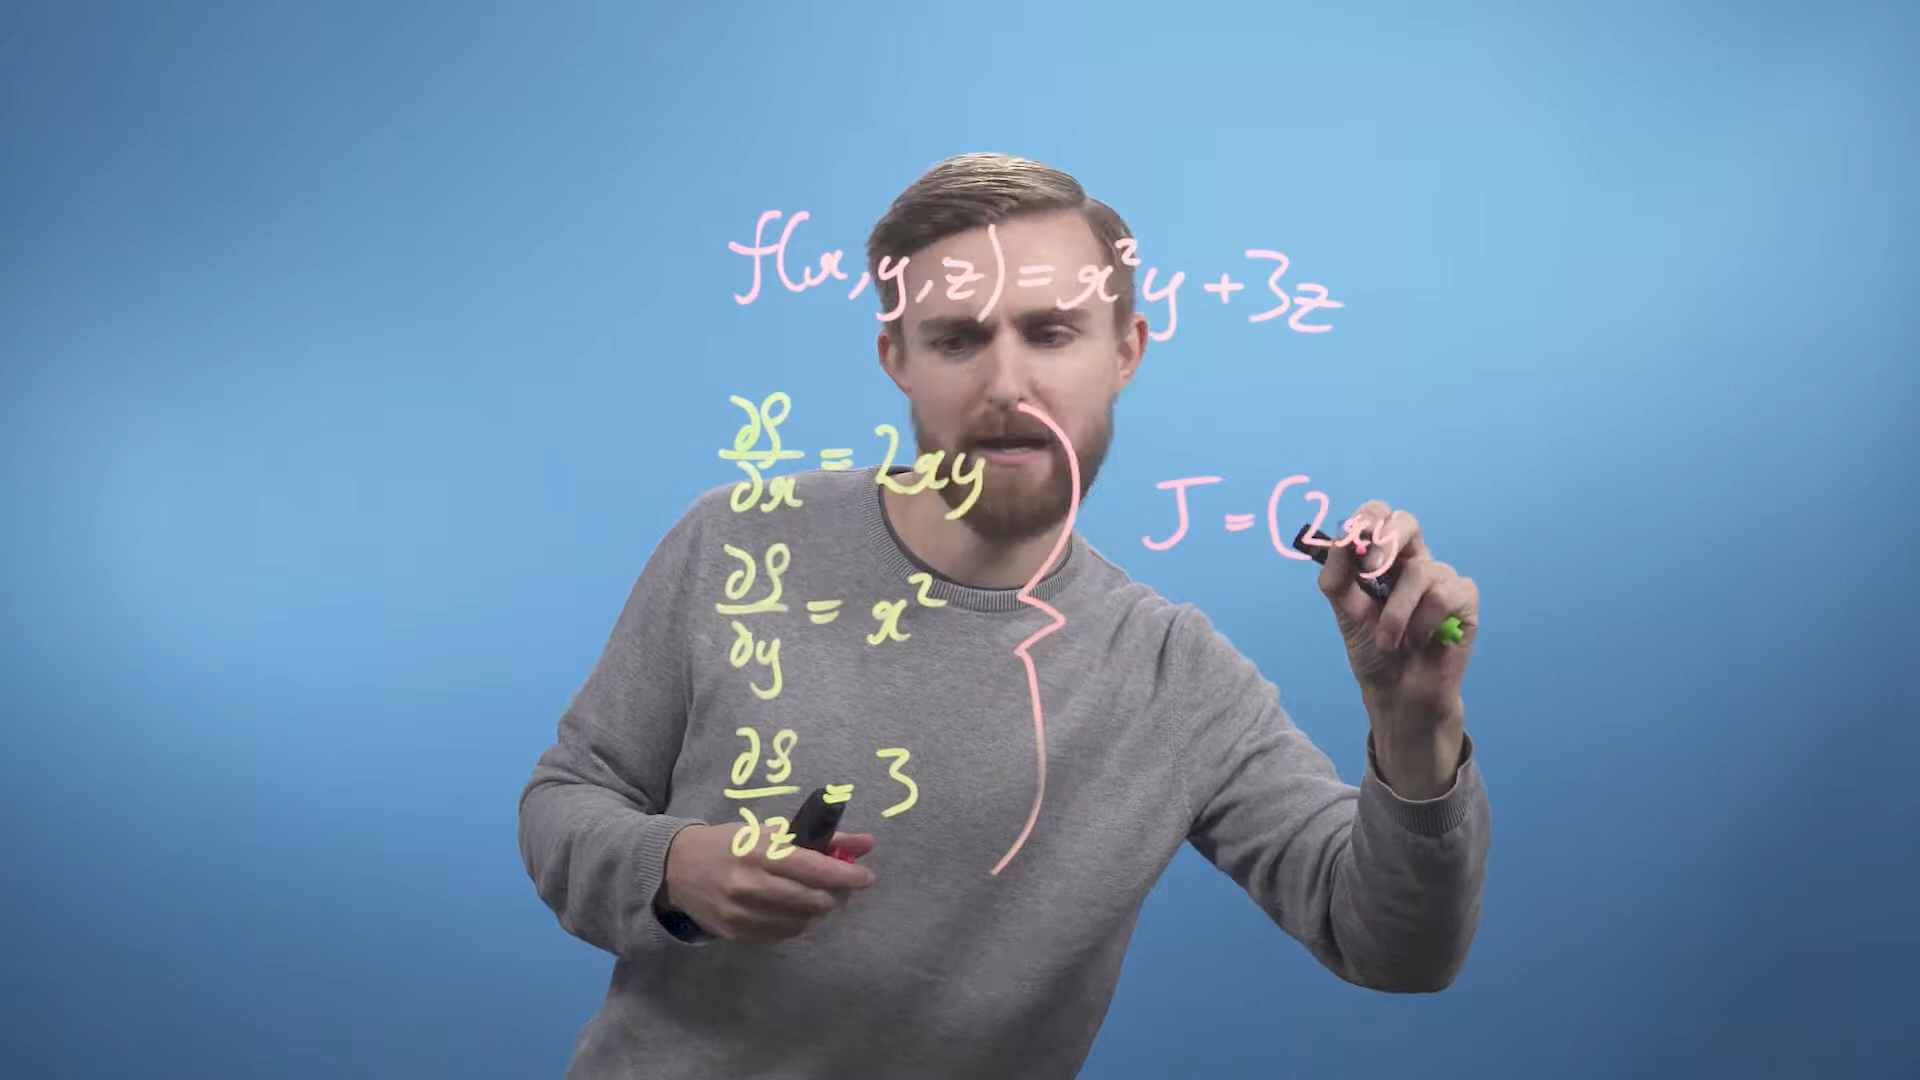 f(x,y,z)=x²y+3z
∂f/∂x = 2xy
J = (2xy
∂f/∂y = x²
∂f/∂z = 3